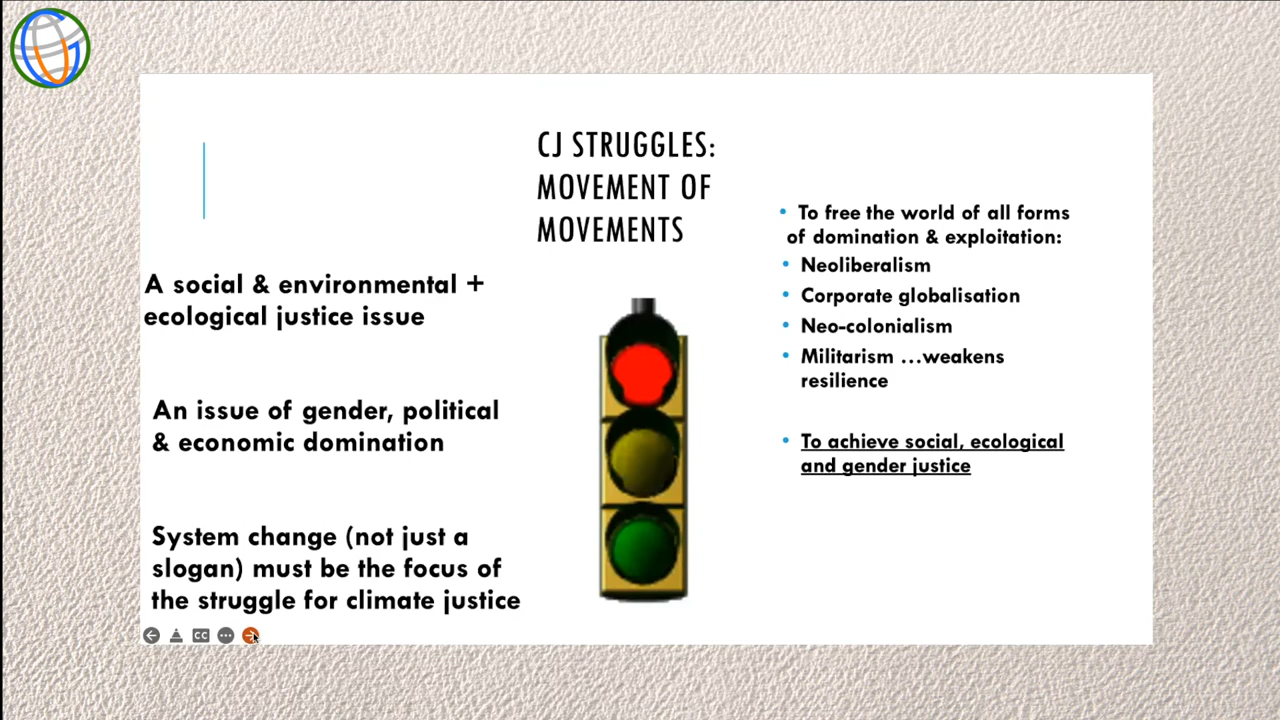 CJ STRUGGLES:
MOVEMENT OF
MOVEMENTS
A social & environmental +
ecological justice issue
An issue of gender, political
& economic domination
System change (not just a
slogan) must be the focus of
the struggle for climate justice
• To free the world of all forms
of domination & exploitation:
• Neoliberalism
• Corporate globalisation
• Neo-colonialism
• Militarism …weakens
resilience
• To achieve social, ecological
and gender justice
CC